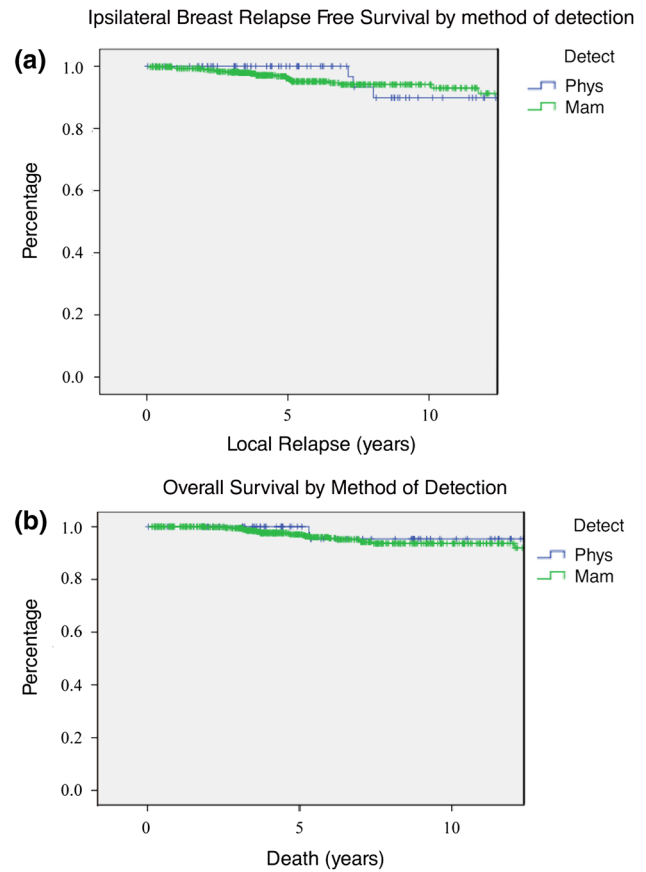 Ipsilateral Breast Relapse Free Survival by method of detection
(a)
Detect
Phys
Mam
1.0
0.8
0.6
0.4
0.2
0.0
Percentage
0 5 10
Local Relapse (years)
Overall Survival by Method of Detection
(b)
Detect
Phys
Mam
1.0
0.8
0.6
0.4
0.2
0.0
Percentage
0 5 10
Death (years)